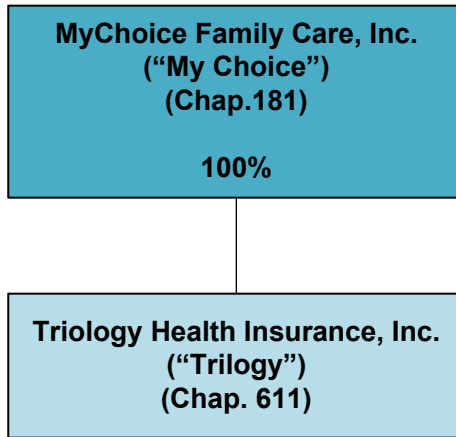 MyChoice Family Care, Inc.
(“My Choice”)
(Chap.181)
100%
Triology Health Insurance, Inc.
(“Trilogy”)
(Chap. 611)